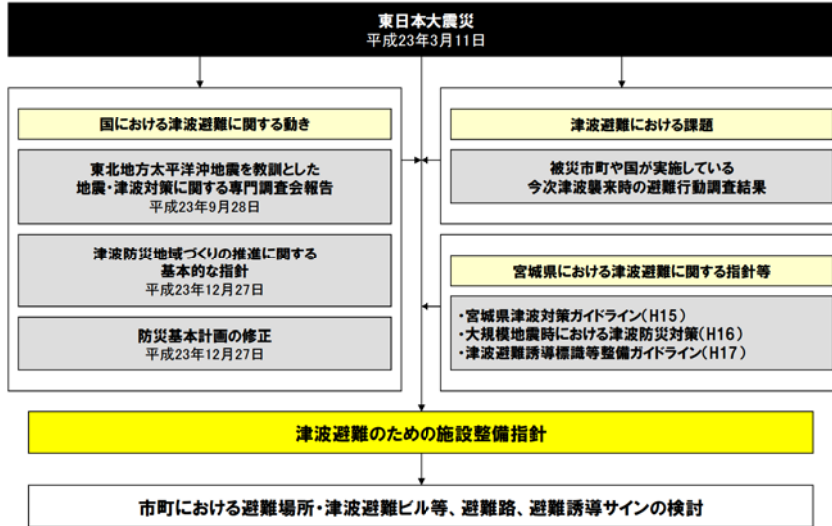 東日本大震災
平成23年3月11日
国における津波避難に関する動き
東北地方太平洋沖地震を教訓とした
地震・津波対策に関する専門調査会報告
平成23年9月28日
津波防災地域づくりの推進に関する
基本的な指針
平成23年12月27日
防災基本計画の修正
平成23年12月27日
津波避難における課題
被災市町や国が実施している
今次津波襲来時の避難行動調査結果
宮城県における津波避難に関する指針等
・宮城県津波対策ガイドライン(H15)
・大規模地震時における津波防災対策(H16)
・津波避難誘導標識等整備ガイドライン(H17)
津波避難のための施設整備指針
市町における避難場所・津波避難ビル等、避難路、避難誘導サインの検討